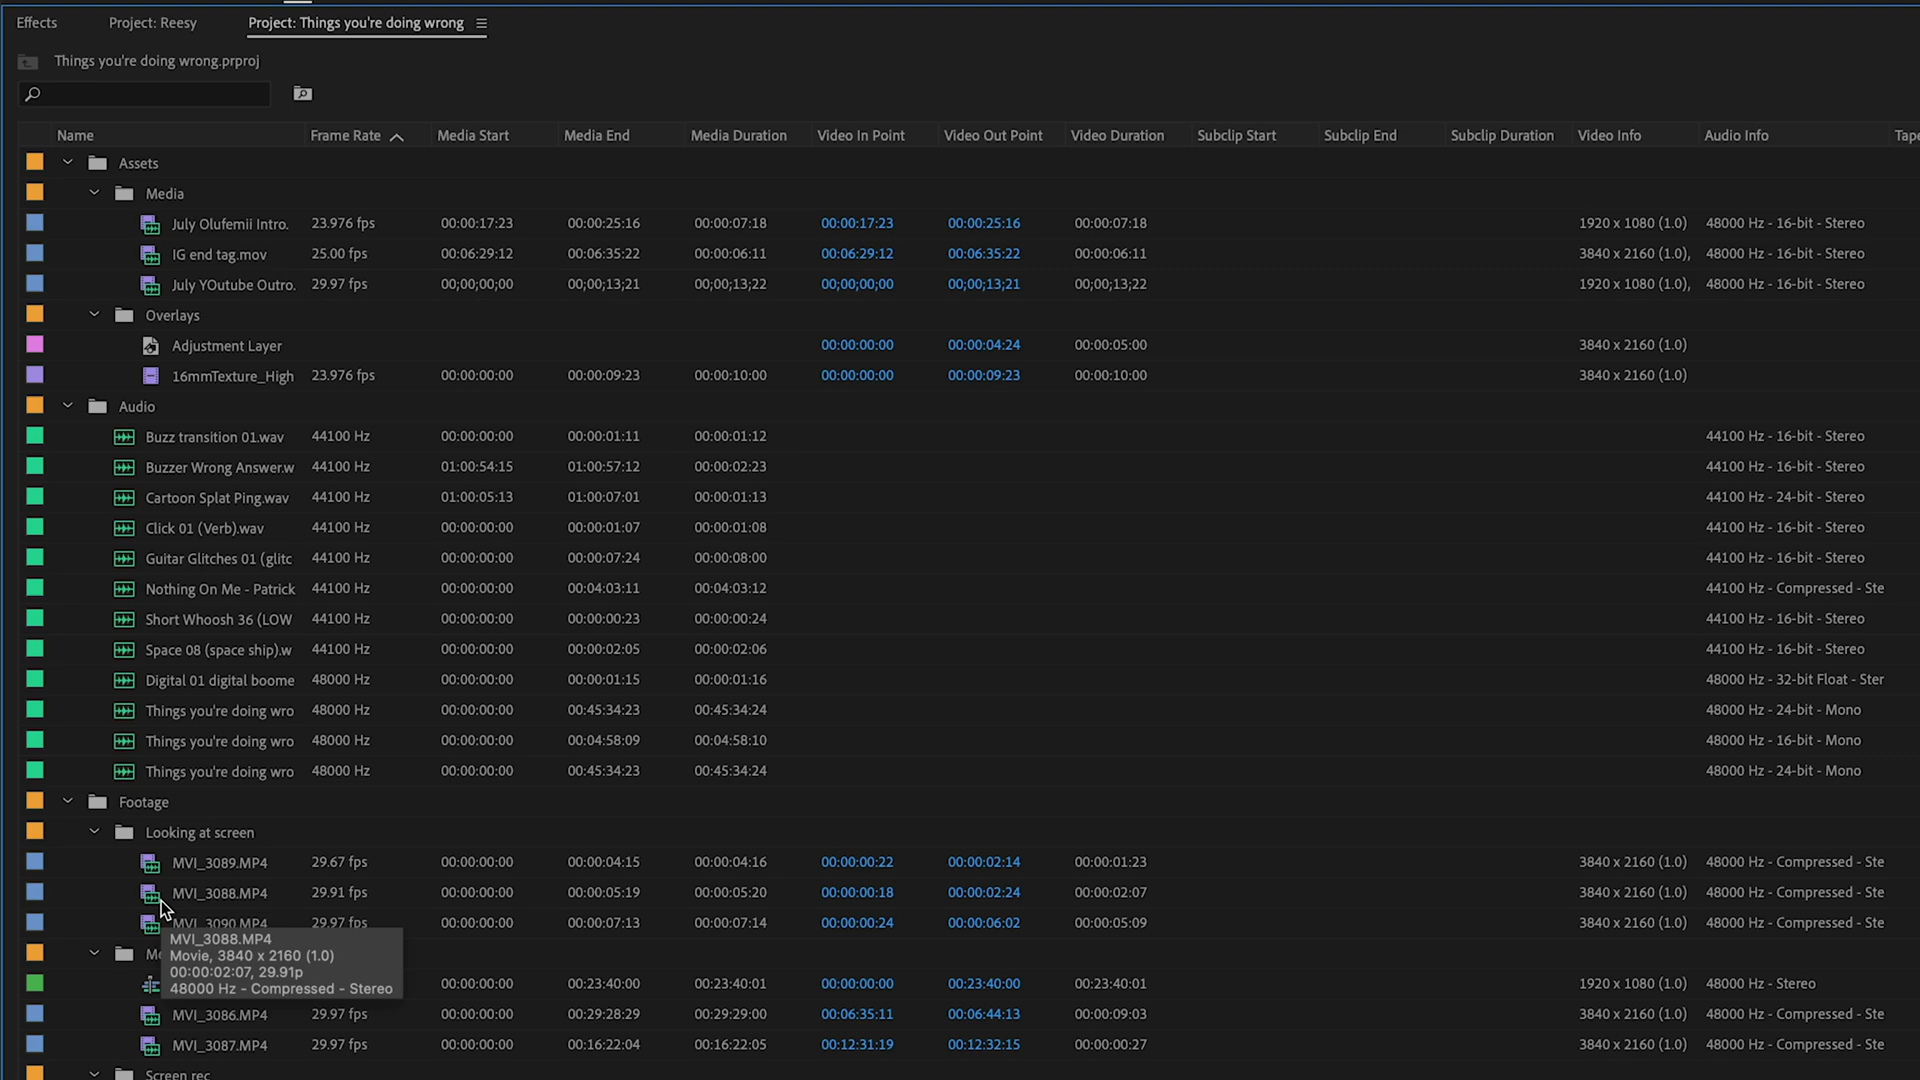 Effects Project: Reesy Project: Things you're doing wrong
Things you're doing wrong.prproj
Name Frame Rate Media Start Media End Media Duration Video In Point Video Out Point Video Duration Subclip Start Subclip End Subclip Duration Video Info Audio Info Tape
Assets
Media
July Olufemii Intro. 23.976 fps 00:00:17:23 00:00:25:16 00:00:07:18 00:00:17:23 00:00:25:16 00:00:07:18 1920 x 1080 (1.0) 48000 Hz - 16-bit - Stereo
IG end tag.mov 25.00 fps 00:06:29:12 00:06:35:22 00:00:06:11 00:06:29:12 00:06:35:22 00:00:06:11 3840 x 2160 (1.0), 48000 Hz - 16-bit - Stereo
July YOutube Outro. 29.97 fps 00;00;00;00 00;00;13;21 00;00;13;22 00;00;00;00 00;00;13;21 00;00;13;22 1920 x 1080 (1.0), 48000 Hz - 16-bit - Stereo
Overlays
Adjustment Layer 00:00:00:00 00:00:04:24 00:00:05:00 3840 x 2160 (1.0)
16mmTexture_High 23.976 fps 00:00:00:00 00:00:09:23 00:00:10:00 00:00:00:00 00:00:09:23 00:00:10:00 3840 x 2160 (1.0)
Audio
Buzz transition 01.wav 44100 Hz 00:00:00:00 00:00:01:11 00:00:01:12 44100 Hz - 16-bit - Stereo
Buzzer Wrong Answer.w 44100 Hz 01:00:54:15 01:00:57:12 00:00:02:23 44100 Hz - 16-bit - Stereo
Cartoon Splat Ping.wav 44100 Hz 01:00:05:13 01:00:07:01 00:00:01:13 44100 Hz - 24-bit - Stereo
Click 01 (Verb).wav 44100 Hz 00:00:00:00 00:00:01:07 00:00:01:08 44100 Hz - 16-bit - Stereo
Guitar Glitches 01 (glitc 44100 Hz 00:00:00:00 00:00:07:24 00:00:08:00 44100 Hz - 16-bit - Stereo
Nothing On Me - Patrick 44100 Hz 00:00:00:00 00:04:03:11 00:04:03:12 44100 Hz - Compressed - Ste
Short Whoosh 36 (LOW 44100 Hz 00:00:00:00 00:00:00:23 00:00:00:24 44100 Hz - 16-bit - Stereo
Space 08 (space ship).w 44100 Hz 00:00:00:00 00:00:02:05 00:00:02:06 44100 Hz - 16-bit - Stereo
Digital 01 digital boome 48000 Hz 00:00:00:00 00:00:01:15 00:00:01:16 48000 Hz - 32-bit Float - Ster
Things you're doing wro 48000 Hz 00:00:00:00 00:45:34:23 00:45:34:24 48000 Hz - 24-bit - Mono
Things you're doing wro 48000 Hz 00:00:00:00 00:04:58:09 00:04:58:10 48000 Hz - 16-bit - Mono
Things you're doing wro 48000 Hz 00:00:00:00 00:45:34:23 00:45:34:24 48000 Hz - 24-bit - Mono
Footage
Looking at screen
MVI_3089.MP4 29.67 fps 00:00:00:00 00:00:04:15 00:00:04:16 00:00:00:22 00:00:02:14 00:00:01:23 3840 x 2160 (1.0) 48000 Hz - Compressed - Ste
MVI_3088.MP4 29.91 fps 00:00:00:00 00:00:05:19 00:00:05:20 00:00:00:18 00:00:02:24 00:00:02:07 3840 x 2160 (1.0) 48000 Hz - Compressed - Ste
MVI_3090.MP4 29.97 fps 00:00:00:00 00:00:07:13 00:00:07:14 00:00:00:24 00:00:06:02 00:00:05:09 3840 x 2160 (1.0) 48000 Hz - Compressed - Ste
MVI_3088.MP4
Movie, 3840 x 2160 (1.0)
00:00:02:07, 29.91p
48000 Hz - Compressed - Stereo
00:00:00:00 00:23:40:00 00:23:40:01 00:00:00:00 00:23:40:00 00:23:40:01 1920 x 1080 (1.0) 48000 Hz - Stereo
MVI_3086.MP4 29.97 fps 00:00:00:00 00:29:28:29 00:29:29:00 00:06:35:11 00:06:44:13 00:00:09:03 3840 x 2160 (1.0) 48000 Hz - Compressed - Ste
MVI_3087.MP4 29.97 fps 00:00:00:00 00:16:22:04 00:16:22:05 00:12:31:19 00:12:32:15 00:00:00:27 3840 x 2160 (1.0) 48000 Hz - Compressed - Ste
Screen rec